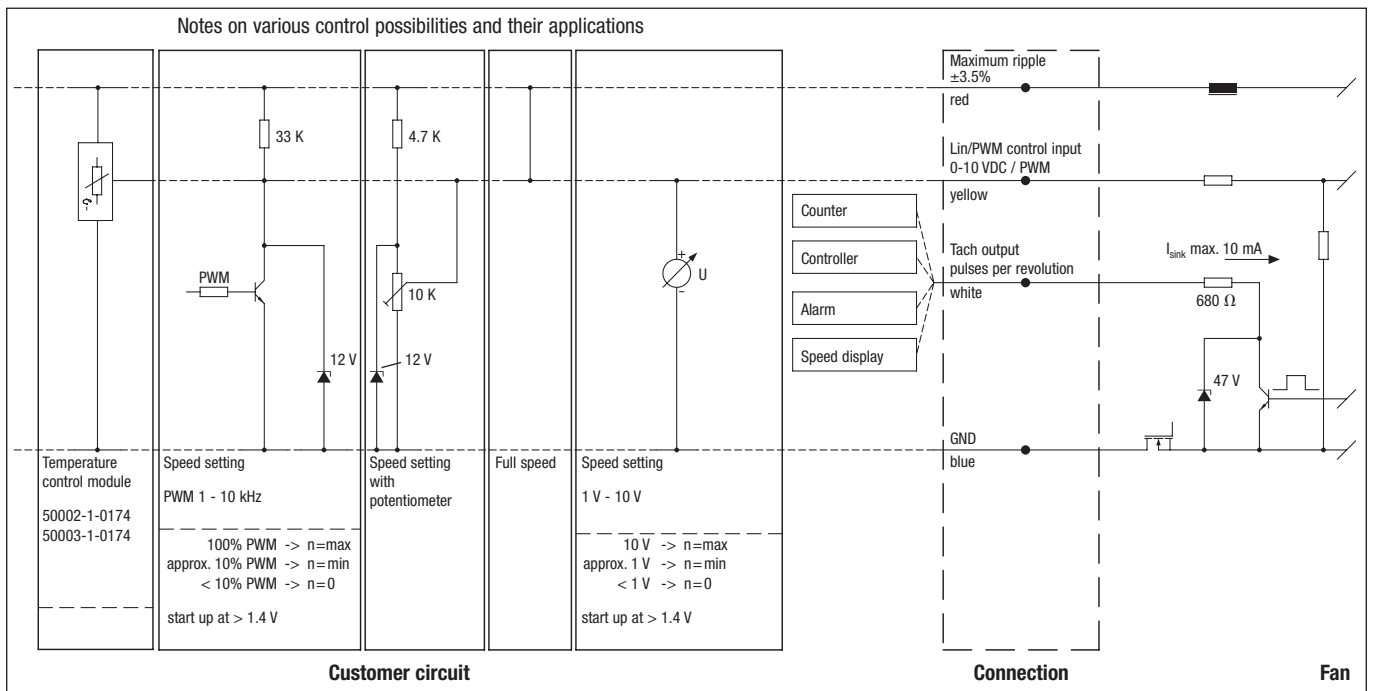 Notes on various control possibilities and their applications
33 K
4.7 K
PWM
12 V
10 K
12 V
U
+
–
Counter
Controller
Alarm
Speed display
Maximum ripple
±3.5%
red
Lin/PWM control input
0-10 VDC / PWM
yellow
Tach output
pulses per revolution
white
GND
blue
Isink max. 10 mA
680 Ω
47 V
Temperature
control module
50002-1-0174
50003-1-0174
Speed setting
PWM 1 - 10 kHz
100% PWM -> n=max
approx. 10% PWM -> n=min
< 10% PWM -> n=0
start up at > 1.4 V
Speed setting
with
potentiometer
Full speed
Speed setting
1 V - 10 V
10 V -> n=max
approx. 1 V -> n=min
< 1 V -> n=0
start up at > 1.4 V
Customer circuit
Connection
Fan